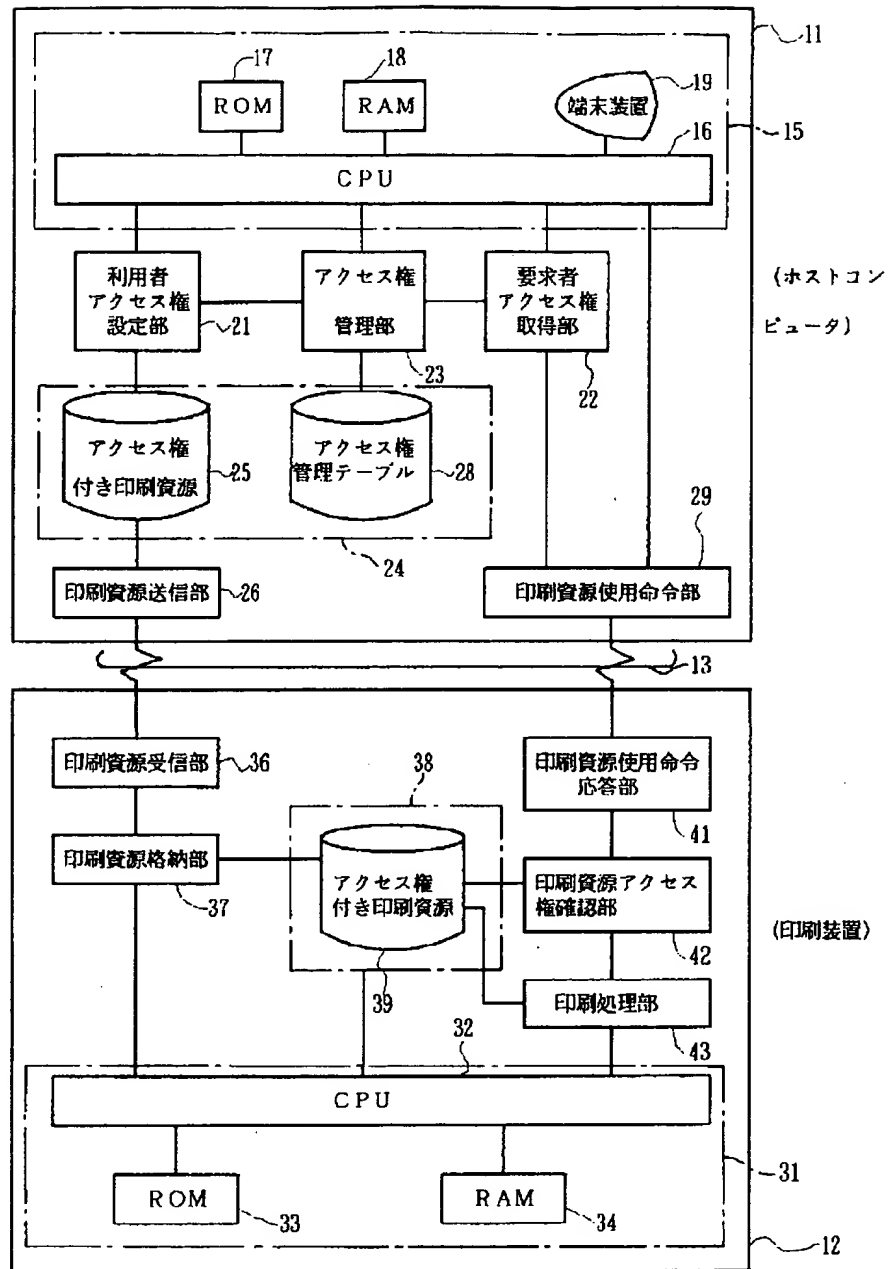 11
17
18
19
ROM
RAM
端末装置
16
15
CPU
利用者
アクセス権
設定部
21
アクセス権
管理部
23
要求者
アクセス権
取得部
22
(ホストコン
ピュータ)
アクセス権
付き印刷資源
25
アクセス権
管理テーブル
28
24
29
印刷資源送信部
26
印刷資源使用命令部
13
印刷資源受信部
36
38
印刷資源使用命令
応答部
41
印刷資源格納部
37
アクセス権
付き印刷資源
39
印刷資源アクセス
権確認部
42
(印刷装置)
印刷処理部
43
32
CPU
31
ROM
33
RAM
34
12